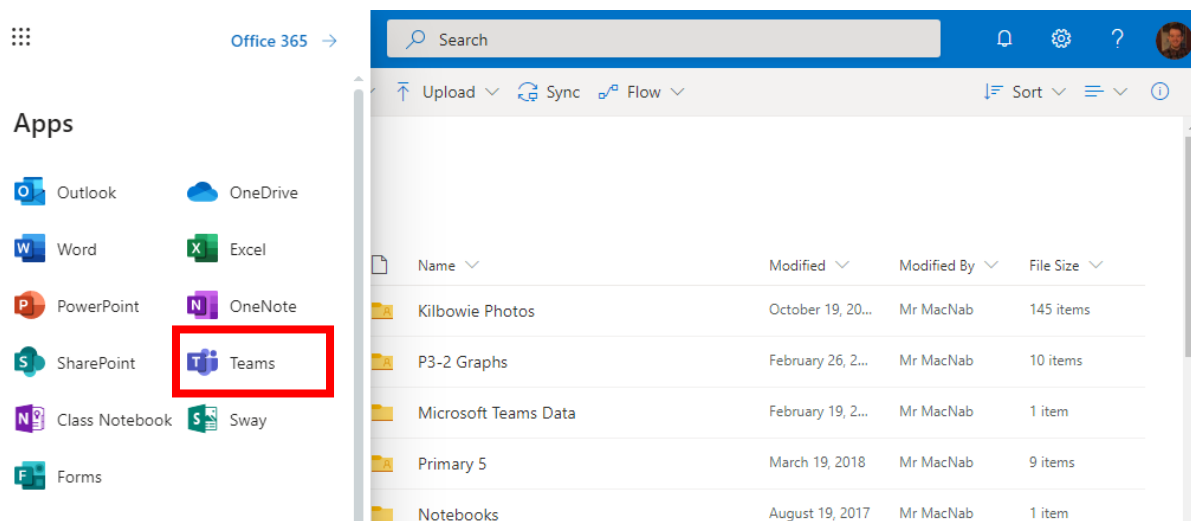 Office 365 →
Search
Upload Sync Flow Sort
Apps
Outlook OneDrive
Word Excel
PowerPoint OneNote
SharePoint Teams
Class Notebook Sway
Forms
Name Modified Modified By File Size
Kilbowie Photos October 19, 20... Mr MacNab 145 items
P3-2 Graphs February 26, 2... Mr MacNab 10 items
Microsoft Teams Data February 19, 2... Mr MacNab 1 item
Primary 5 March 19, 2018 Mr MacNab 9 items
Notebooks August 19, 2017 Mr MacNab 1 item